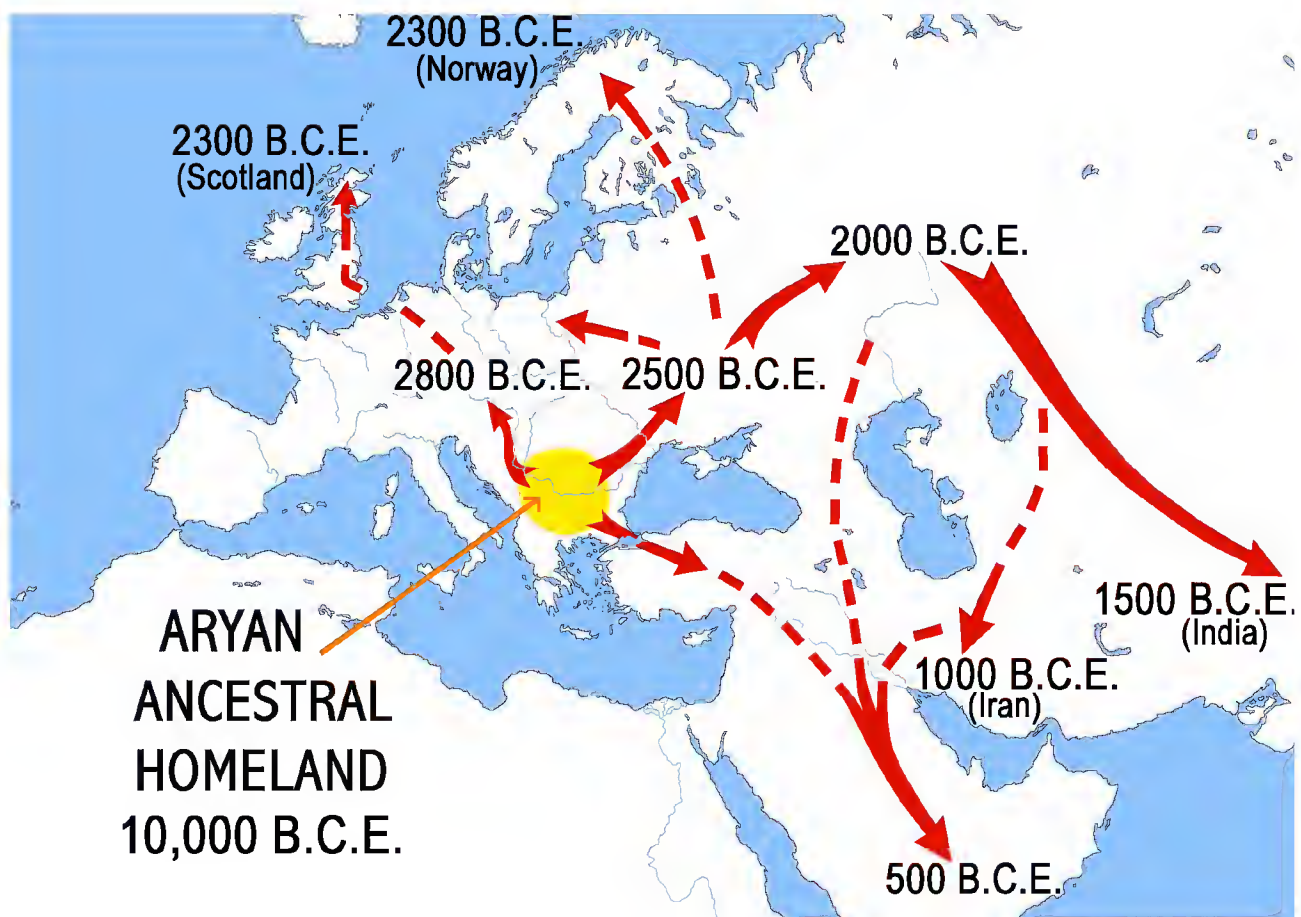 2300 B.C.E.
(Norway)
2300 B.C.E.
(Scotland)
2000 B.C.E.
2800 B.C.E.
2500 B.C.E.
1500 B.C.E.
(India)
ARYAN
ANCESTRAL
HOMELAND
10,000 B.C.E.
1000 B.C.E.
(Iran)
500 B.C.E.